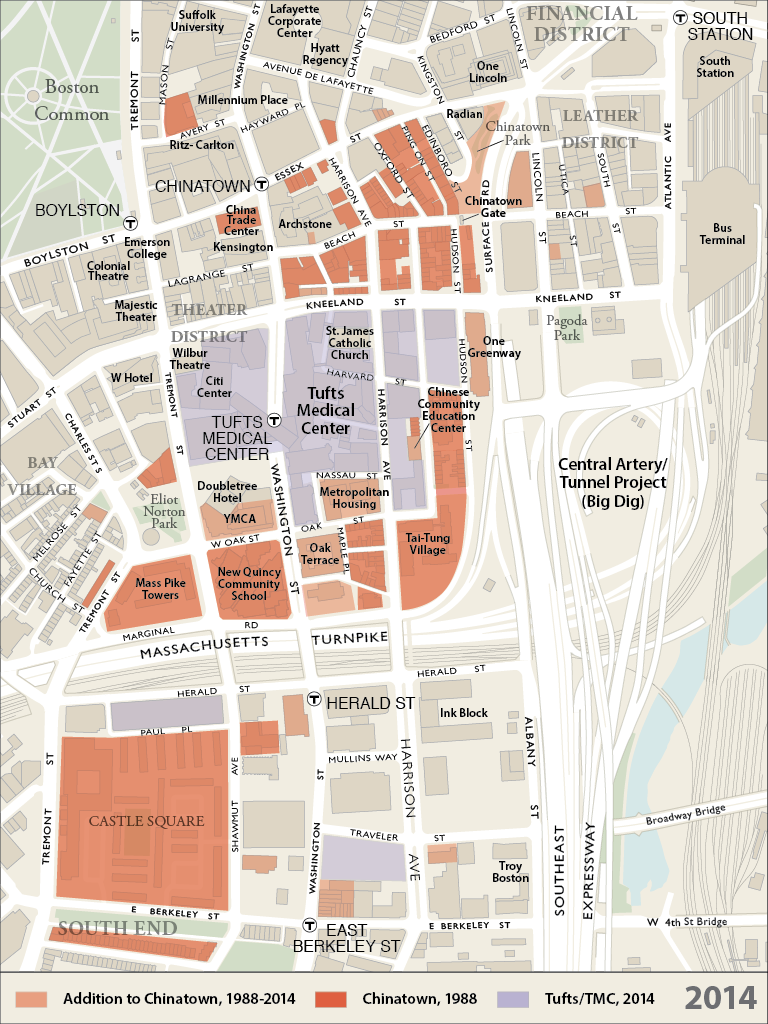 Suffolk
University
Lafayette
Corporate
Center
Hyatt
Regency
CHAUNCY ST
BEDFORD ST
LINCOLN ST
FINANCIAL
DISTRICT
SOUTH
STATION
South
Station
TREMONT ST
MASON ST
WASHINGTON ST
AVENUE DE LAFAYETTE
KINGSTON ST
One
Lincoln
Boston
Common
Millennium Place
HAYWARD PL
AVERY ST
Ritz- Carlton
Radian
Chinatown
Park
LEATHER
DISTRICT
ATLANTIC AVE
ESSEX ST
HARRISON AVE
OXFORD ST
PING ON ST
EDINBORO ST
LINCOLN ST
UTICA ST
SOUTH ST
CHINATOWN
BOYLSTON
China
Trade
Center
Archstone
Chinatown
Gate
SURFACE RD
BEACH ST
Bus
Terminal
BOYLSTON ST
Emerson
College
Kensington
BEACH ST
HUDSON ST
Colonial
Theatre
LAGRANGE ST
Majestic
Theater
THEATER
DISTRICT
KNEELAND ST
KNEELAND ST
Pagoda
Park
Wilbur
Theatre
St. James
Catholic
Church
HUDSON ST
One
Greenway
W Hotel
Citi
Center
HARVARD ST
STUART ST
TREMONT ST
Tufts
Medical
Center
HARRISON AVE
Chinese
Community
Education
Center
CHARLES ST S
TUFTS
MEDICAL
CENTER
BAY
VILLAGE
WASHINGTON ST
Central Artery/
Tunnel Project
(Big Dig)
Doubletree
Hotel
NASSAU ST
Metropolitan
Housing
Eliot
Norton
Park
YMCA
MELROSE ST
FAYETTE ST
CHURCH ST
W OAK ST
OAK ST
MAPLE PL
Oak
Terrace
Tai-Tung
Village
TREMONT ST
Mass Pike
Towers
New Quincy
Community
School
MARGINAL RD
MASSACHUSETTS TURNPIKE
HERALD ST
HERALD ST
HERALD ST
Ink Block
PAUL PL
TREMONT ST
SHAWMUT AVE
WASHINGTON ST
MULLINS WAY
HARRISON AVE
ALBANY ST
CASTLE SQUARE
TRAVELER ST
Broadway Bridge
SOUTHEAST EXPRESSWAY
Troy
Boston
E BERKELEY ST
SOUTH END
EAST
BERKELEY ST
E BERKELEY ST
W 4th St Bridge
Addition to Chinatown, 1988-2014
Chinatown, 1988
Tufts/TMC, 2014
2014